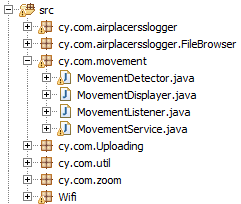 src
cy.com.airplacersslogger
cy.com.airplacersslogger.FileBrowser
cy.com.movement
MovementDetector.java
MovementDisplayer.java
MovementListener.java
MovementService.java
cy.com.Uploading
cy.com.util
cy.com.zoom
Wifi